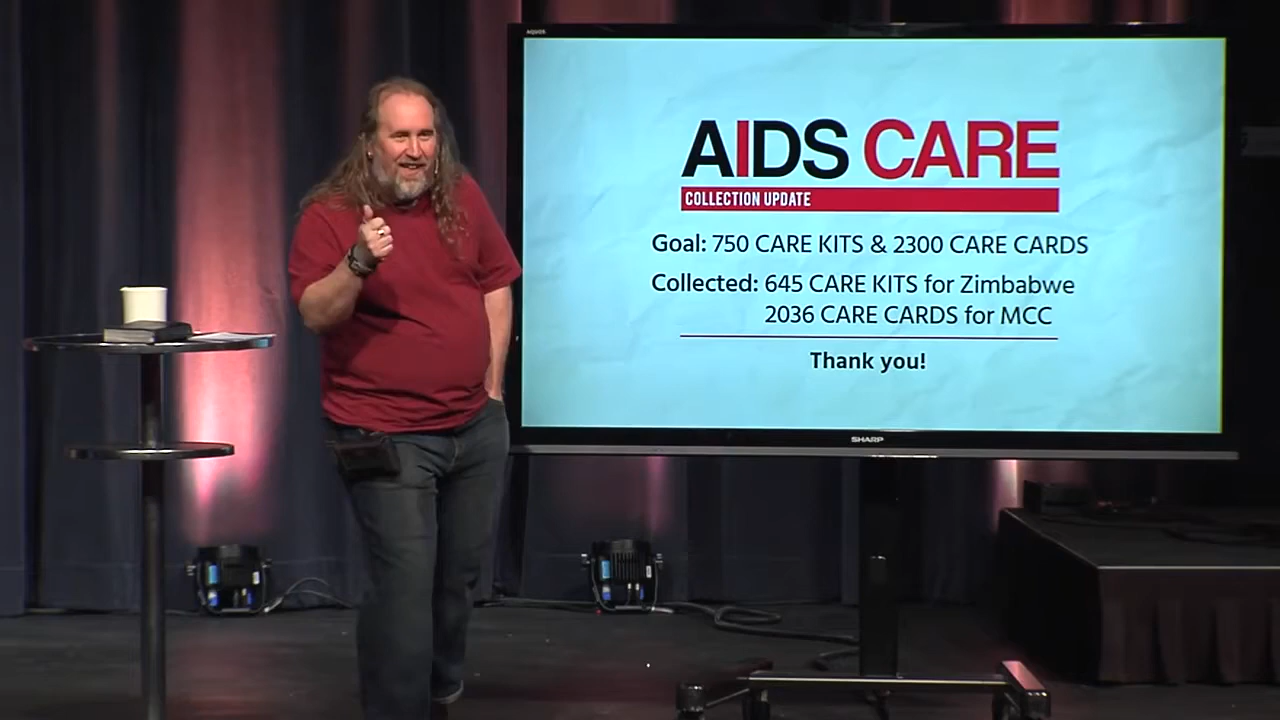 AQUOS
AIDS CARE
COLLECTION UPDATE
Goal: 750 CARE KITS & 2300 CARE CARDS
Collected: 645 CARE KITS for Zimbabwe
2036 CARE CARDS for MCC
Thank you!
SHARP